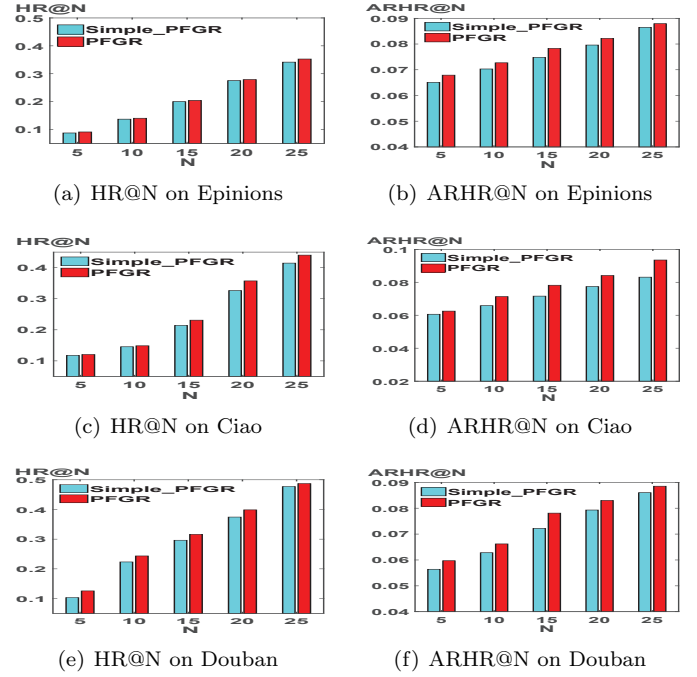 HR@N
0.5
0.4
0.3
0.2
0.1
Simple_PFGR
PFGR
5 10 15 20 25
N
(a) HR@N on Epinions
ARHR@N
0.09
0.08
0.07
0.06
0.05
0.04
Simple_PFGR
PFGR
5 10 15 20 25
N
(b) ARHR@N on Epinions
HR@N
0.4
0.3
0.2
0.1
Simple_PFGR
PFGR
5 10 15 20 25
N
(c) HR@N on Ciao
ARHR@N
0.1
0.08
0.06
0.04
0.02
Simple_PFGR
PFGR
5 10 15 20 25
N
(d) ARHR@N on Ciao
HR@N
0.5
0.4
0.3
0.2
0.1
Simple_PFGR
PFGR
5 10 15 20 25
N
(e) HR@N on Douban
ARHR@N
0.09
0.08
0.07
0.06
0.05
0.04
Simple_PFGR
PFGR
5 10 15 20 25
N
(f) ARHR@N on Douban